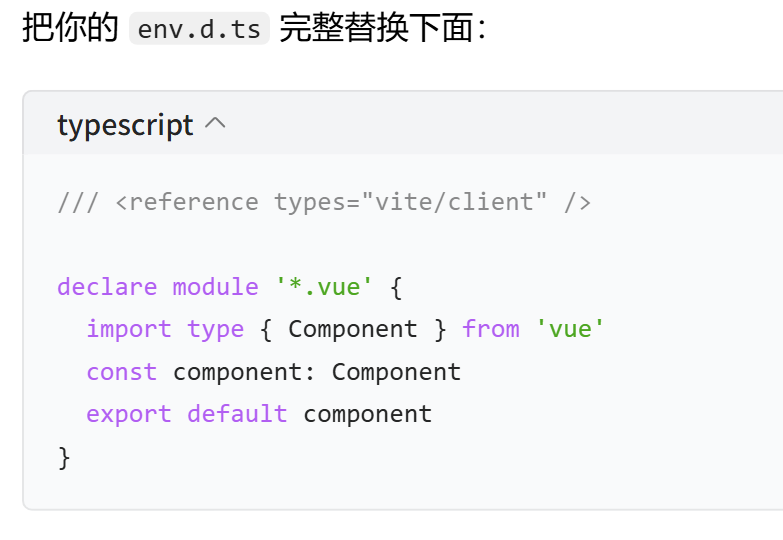 把你的 env.d.ts 完整替换下面：
typescript
/// <reference types="vite/client" />
declare module '*.vue' {
  import type { Component } from 'vue'
  const component: Component
  export default component
}